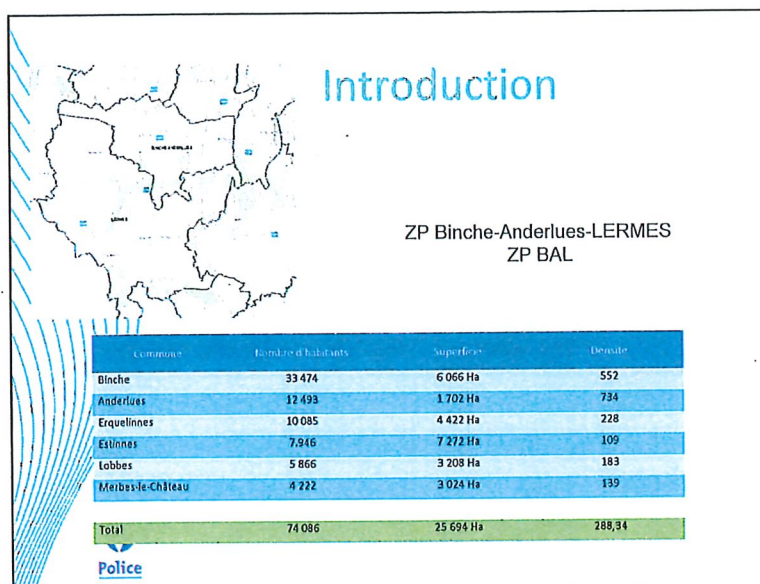 Introduction
BINCHE-ANDERLUES
LERMES
ZP Binche-Anderlues-LERMES
ZP BAL
Commune Nombre d'habitants Superficie Densité
Binche 33 474 6 066 Ha 552
Anderlues 12 493 1 702 Ha 734
Erquelinnes 10 085 4 422 Ha 228
Estinnes 7.946 7 272 Ha 109
Lobbes 5 866 3 208 Ha 183
Merbes-le-Château 4 222 3 024 Ha 139
Total 74 086 25 694 Ha 288,34
Police